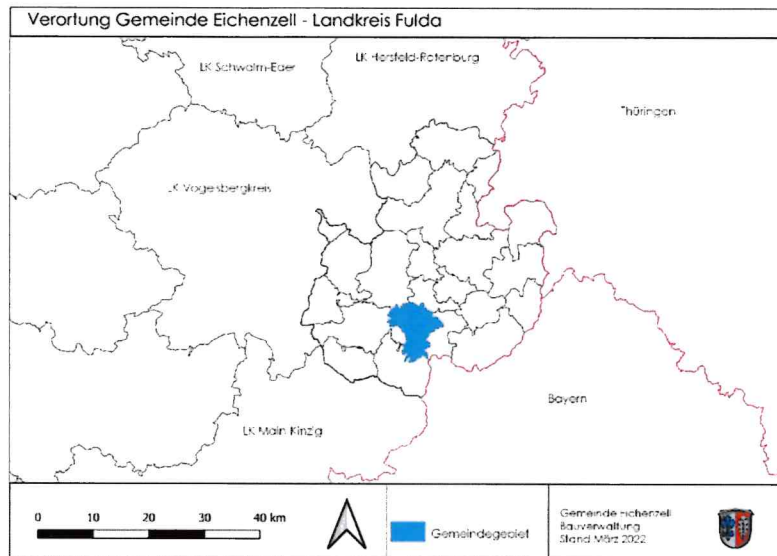 Verortung Gemeinde Eichenzell - Landkreis Fulda
LK Schwalm-Eder
LK Hersfeld-Rotenburg
Thüringen
LK Vogelsbergkreis
Bayern
LK Main Kinzig
0 10 20 30 40 km
Gemeindegebiet
Gemeinde Eichenzell
Bauverwaltung
Stand März 2022